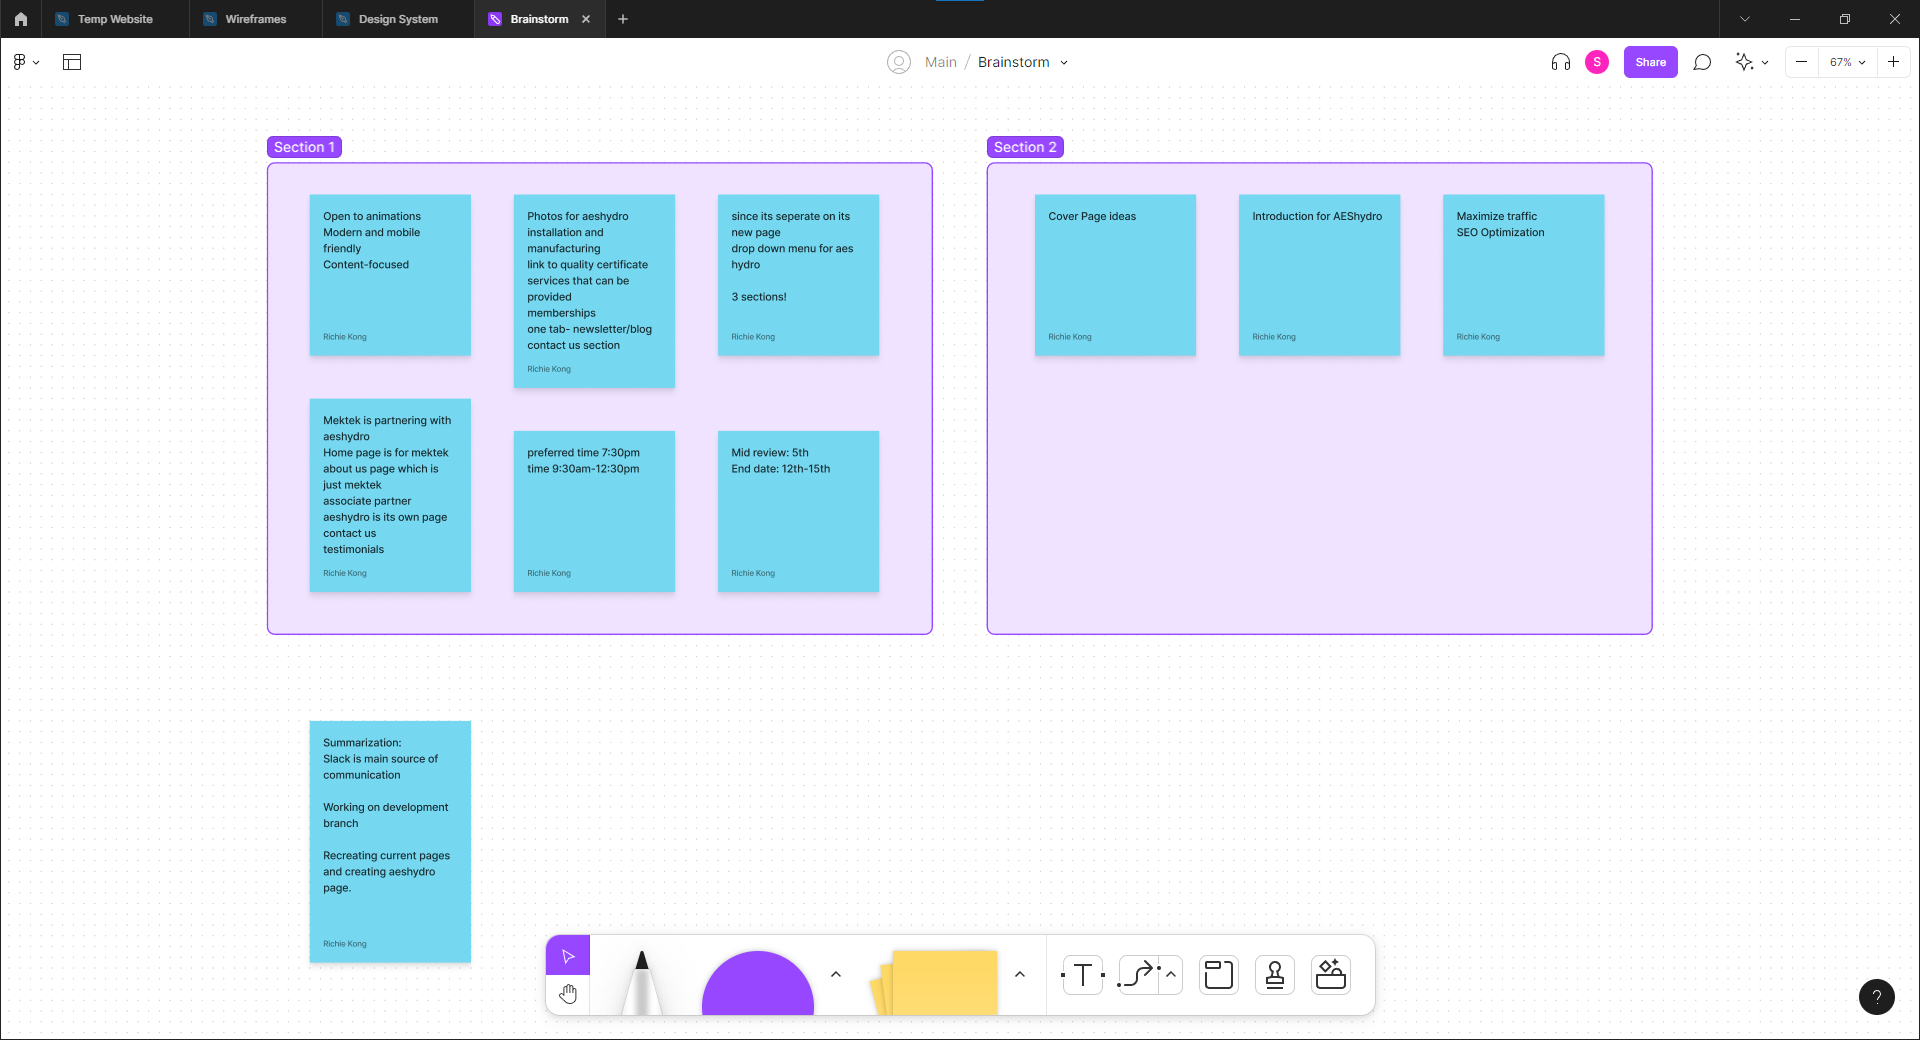 Temp Website
Wireframes
Design System
Brainstorm
Main / Brainstorm
S
Share
67%
Section 1
Open to animations
Modern and mobile
friendly
Content-focused
Richie Kong
Photos for aeshydro
installation and
manufacturing
link to quality certificate
services that can be
provided
memberships
one tab- newsletter/blog
contact us section
Richie Kong
since its seperate on its
new page
drop down menu for aes
hydro
3 sections!
Richie Kong
Mektek is partnering with
aeshydro
Home page is for mektek
about us page which is
just mektek
associate partner
aeshydro is its own page
contact us
testimonials
Richie Kong
preferred time 7:30pm
time 9:30am-12:30pm
Richie Kong
Mid review: 5th
End date: 12th-15th
Richie Kong
Section 2
Cover Page ideas
Richie Kong
Introduction for AEShydro
Richie Kong
Maximize traffic
SEO Optimization
Richie Kong
Summarization:
Slack is main source of
communication
Working on development
branch
Recreating current pages
and creating aeshydro
page.
Richie Kong
T
?